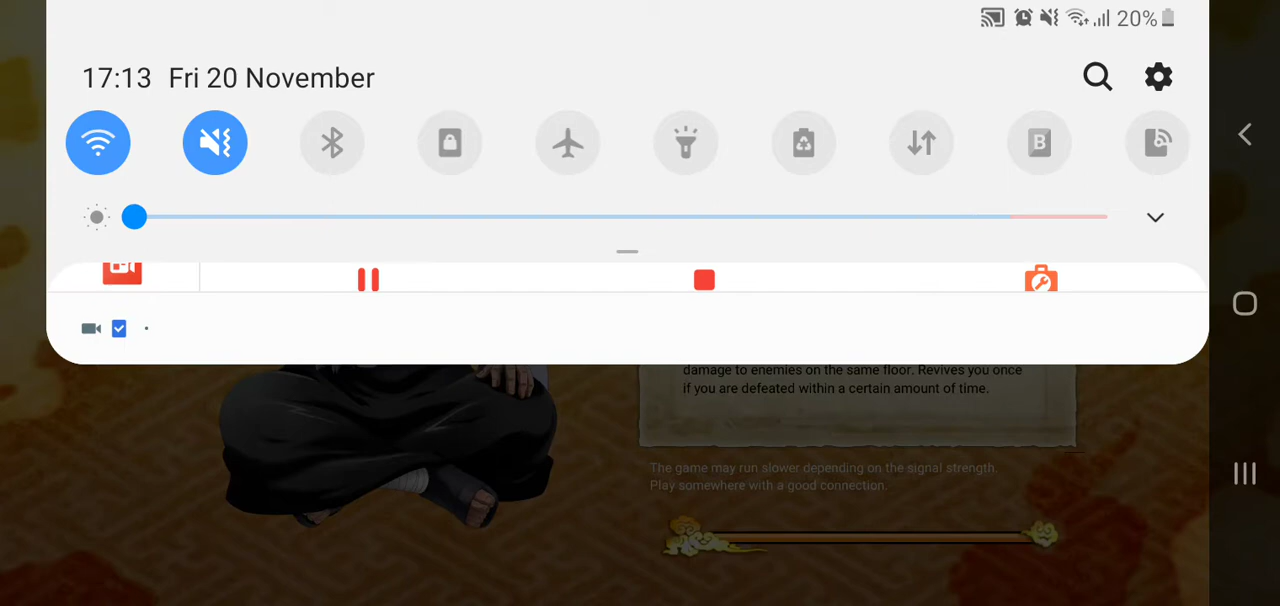 20%
17:13 Fri 20 November
B
damage to enemies on the same floor. Revives you once
if you are defeated within a certain amount of time.
The game may run slower depending on the signal strength.
Play somewhere with a good connection.